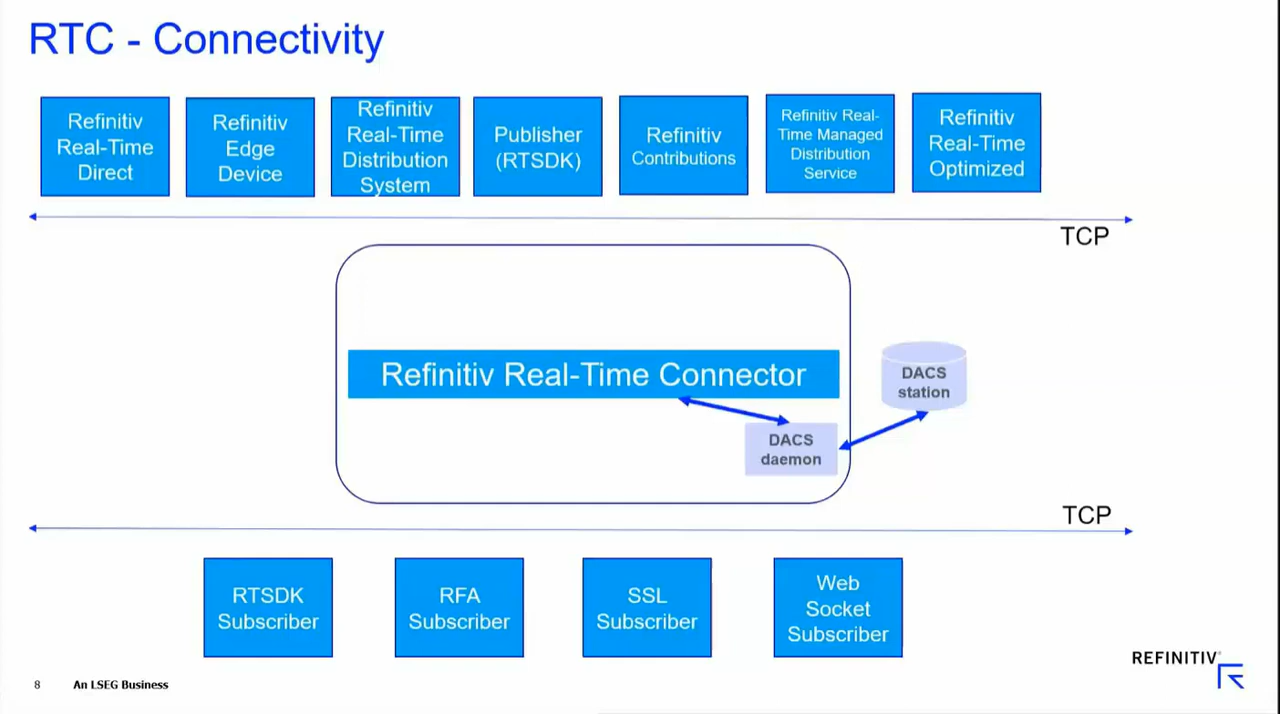 RTC - Connectivity
Refinitiv
Real-Time
Direct
Refinitiv
Edge
Device
Refinitiv
Real-Time
Distribution
System
Publisher
(RTSDK)
Refinitiv
Contributions
Refinitiv Real-
Time Managed
Distribution
Service
Refinitiv
Real-Time
Optimized
TCP
Refinitiv Real-Time Connector
DACS
station
DACS
daemon
TCP
RTSDK
Subscriber
RFA
Subscriber
SSL
Subscriber
Web
Socket
Subscriber
REFINITIV
8
An LSEG Business